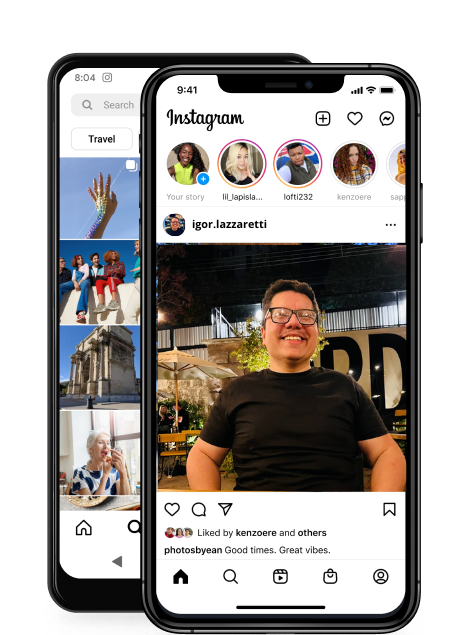 8:04
Search
Travel
9:41
Instagram
Your story
lil_lapisla...
lofti232
kenzoere
sapp
igor.lazzaretti
Liked by kenzoere and others
photosbyean Good times. Great vibes.